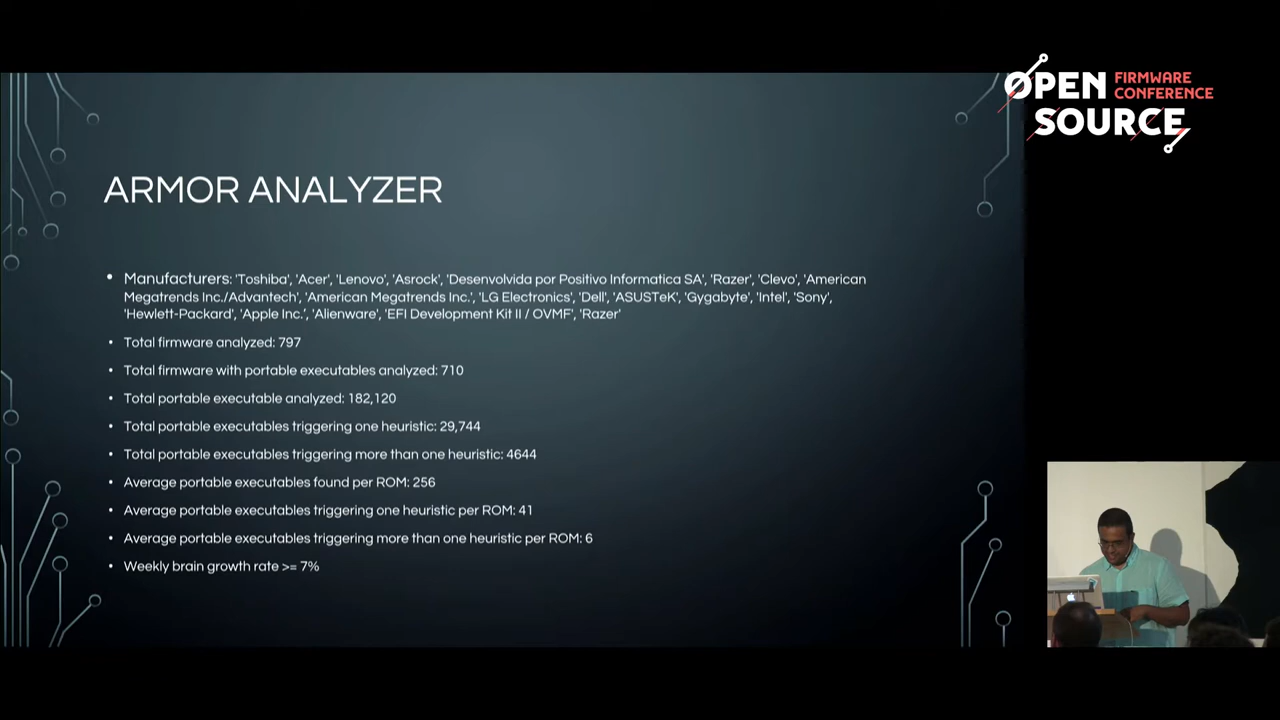 OPEN FIRMWARE
CONFERENCE
SOURCE
ARMOR ANALYZER
• Manufacturers: 'Toshiba', 'Acer', 'Lenovo', 'Asrock', 'Desenvolvida por Positivo Informatica SA', 'Razer', 'Clevo', 'American
Megatrends Inc./Advantech', 'American Megatrends Inc.', 'LG Electronics', 'Dell', 'ASUSTeK', 'Gygabyte', 'Intel', 'Sony',
'Hewlett-Packard', 'Apple Inc.', 'Alienware', 'EFI Development Kit II / OVMF', 'Razer'
• Total firmware analyzed: 797
• Total firmware with portable executables analyzed: 710
• Total portable executable analyzed: 182,120
• Total portable executables triggering one heuristic: 29,744
• Total portable executables triggering more than one heuristic: 4644
• Average portable executables found per ROM: 256
• Average portable executables triggering one heuristic per ROM: 41
• Average portable executables triggering more than one heuristic per ROM: 6
• Weekly brain growth rate >= 7%